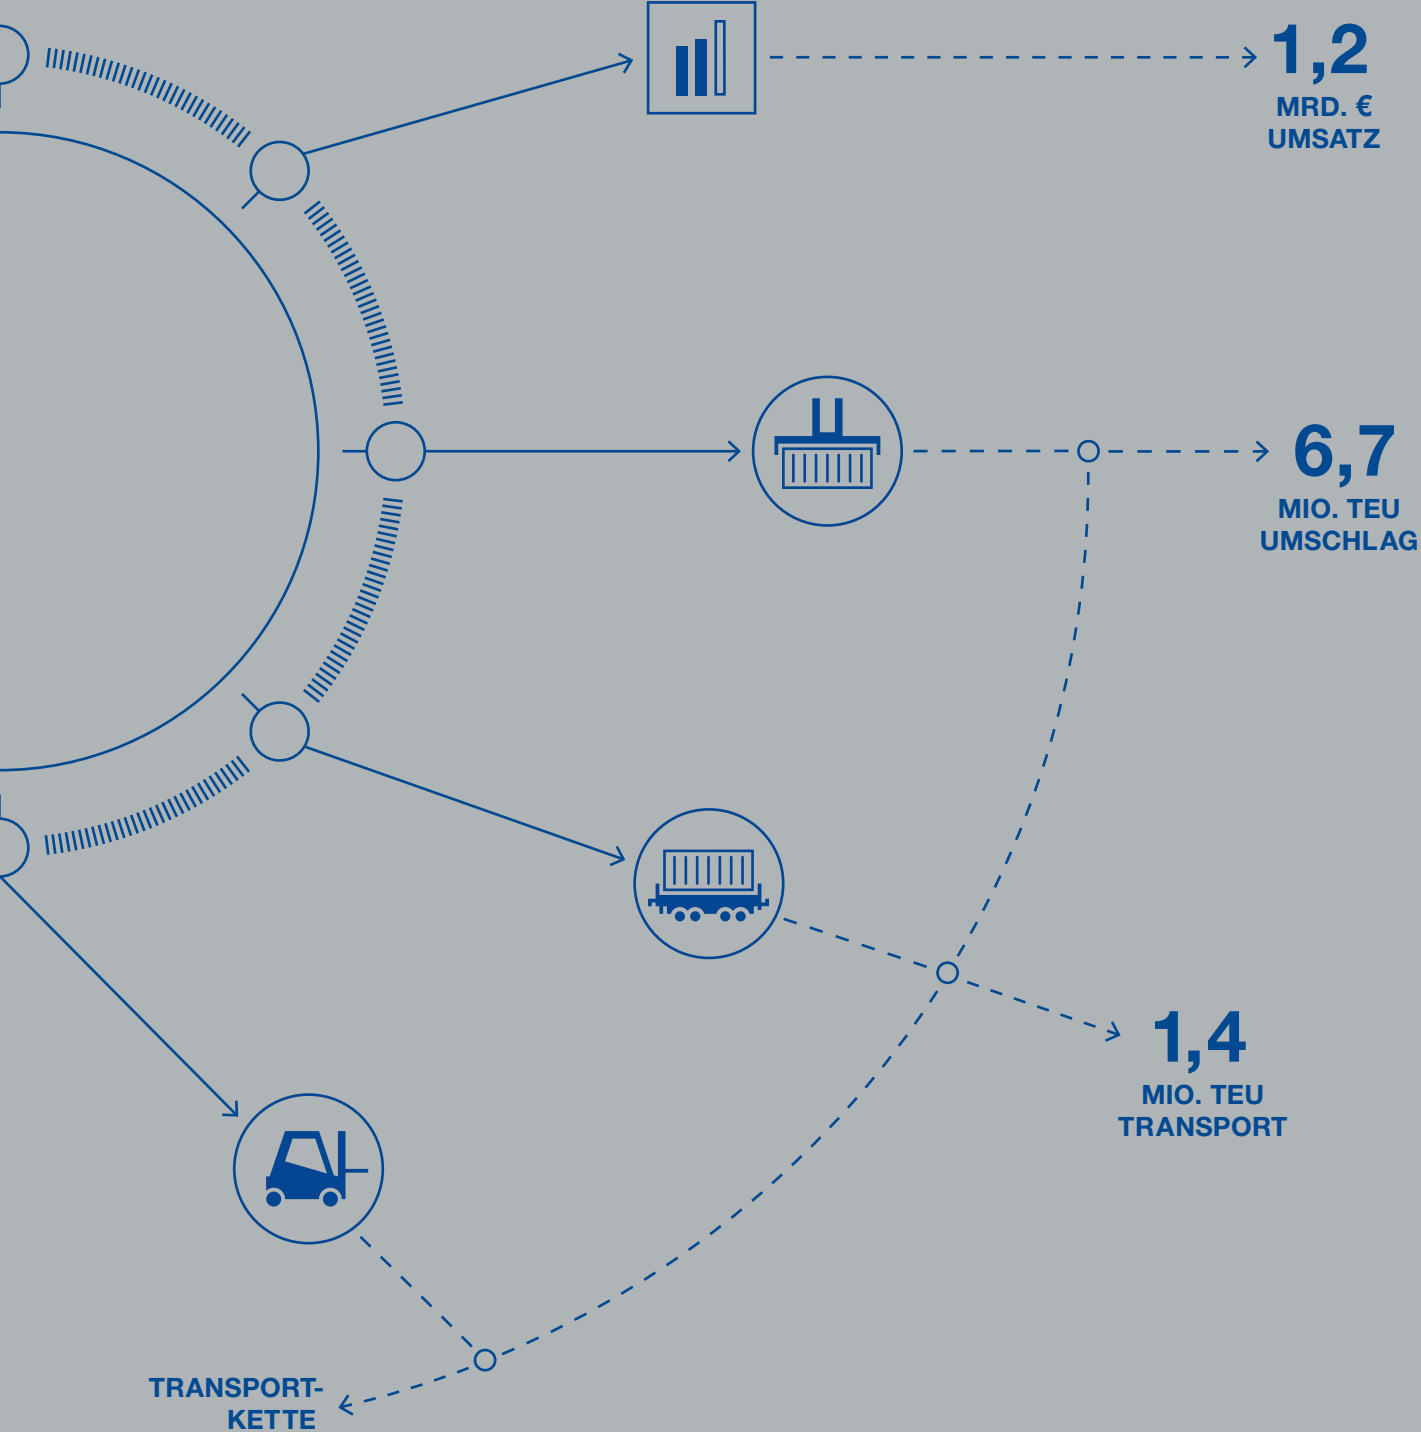 1,2
MRD. €
UMSATZ
6,7
MIO. TEU
UMSCHLAG
1,4
MIO. TEU
TRANSPORT
TRANSPORT-
KETTE